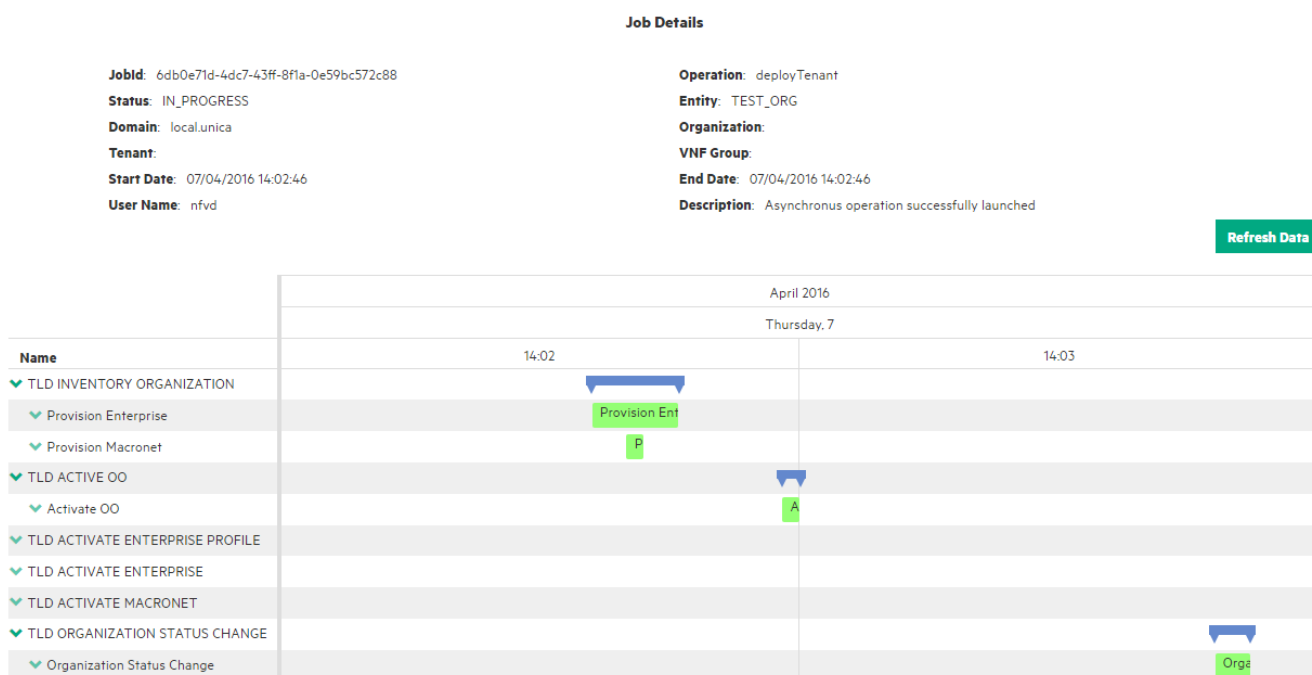 Job Details
JobId: 6db0e71d-4dc7-43ff-8f1a-0e59bc572c88
Operation: deployTenant
Status: IN_PROGRESS
Entity: TEST_ORG
Domain: local.unica
Organization:
Tenant:
VNF Group:
Start Date: 07/04/2016 14:02:46
End Date: 07/04/2016 14:02:46
User Name: nfvd
Description: Asynchronus operation successfully launched
Refresh Data
April 2016
Thursday, 7
Name 14:02 14:03
TLD INVENTORY ORGANIZATION
Provision Enterprise Provision Ent
Provision Macronet P
TLD ACTIVE OO
Activate OO A
TLD ACTIVATE ENTERPRISE PROFILE
TLD ACTIVATE ENTERPRISE
TLD ACTIVATE MACRONET
TLD ORGANIZATION STATUS CHANGE
Organization Status Change Orga